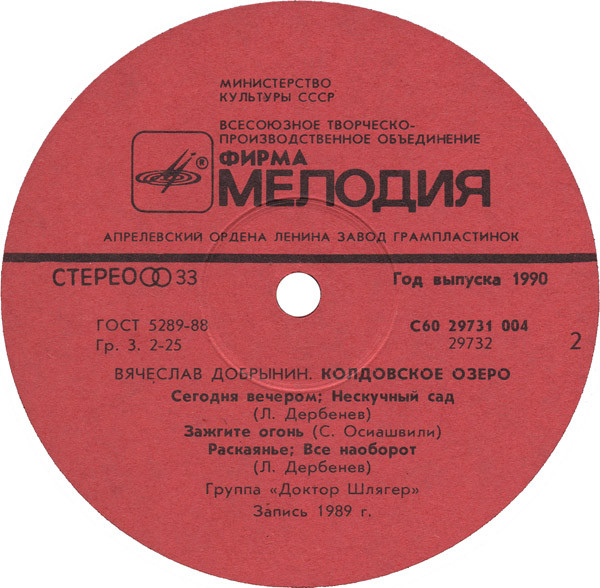 МИНИСТЕРСТВО
КУЛЬТУРЫ СССР
ВСЕСОЮЗНОЕ ТВОРЧЕСКО-
ПРОИЗВОДСТВЕННОЕ ОБЪЕДИНЕНИЕ
ФИРМА
®
МЕЛОДИЯ
АПРЕЛЕВСКИЙ ОРДЕНА ЛЕНИНА ЗАВОД ГРАМПЛАСТИНОК
СТЕРЕО 33
Год выпуска 1990
ГОСТ 5289-88
С60 29731 004
Гр. 3. 2-25
29732
2
ВЯЧЕСЛАВ ДОБРЫНИН. КОЛДОВСКОЕ ОЗЕРО
Сегодня вечером; Нескучный сад
(Л. Дербенев)
Зажгите огонь (С. Осиашвили)
Раскаянье; Все наоборот
(Л. Дербенев)
Группа «Доктор Шлягер»
Запись 1989 г.